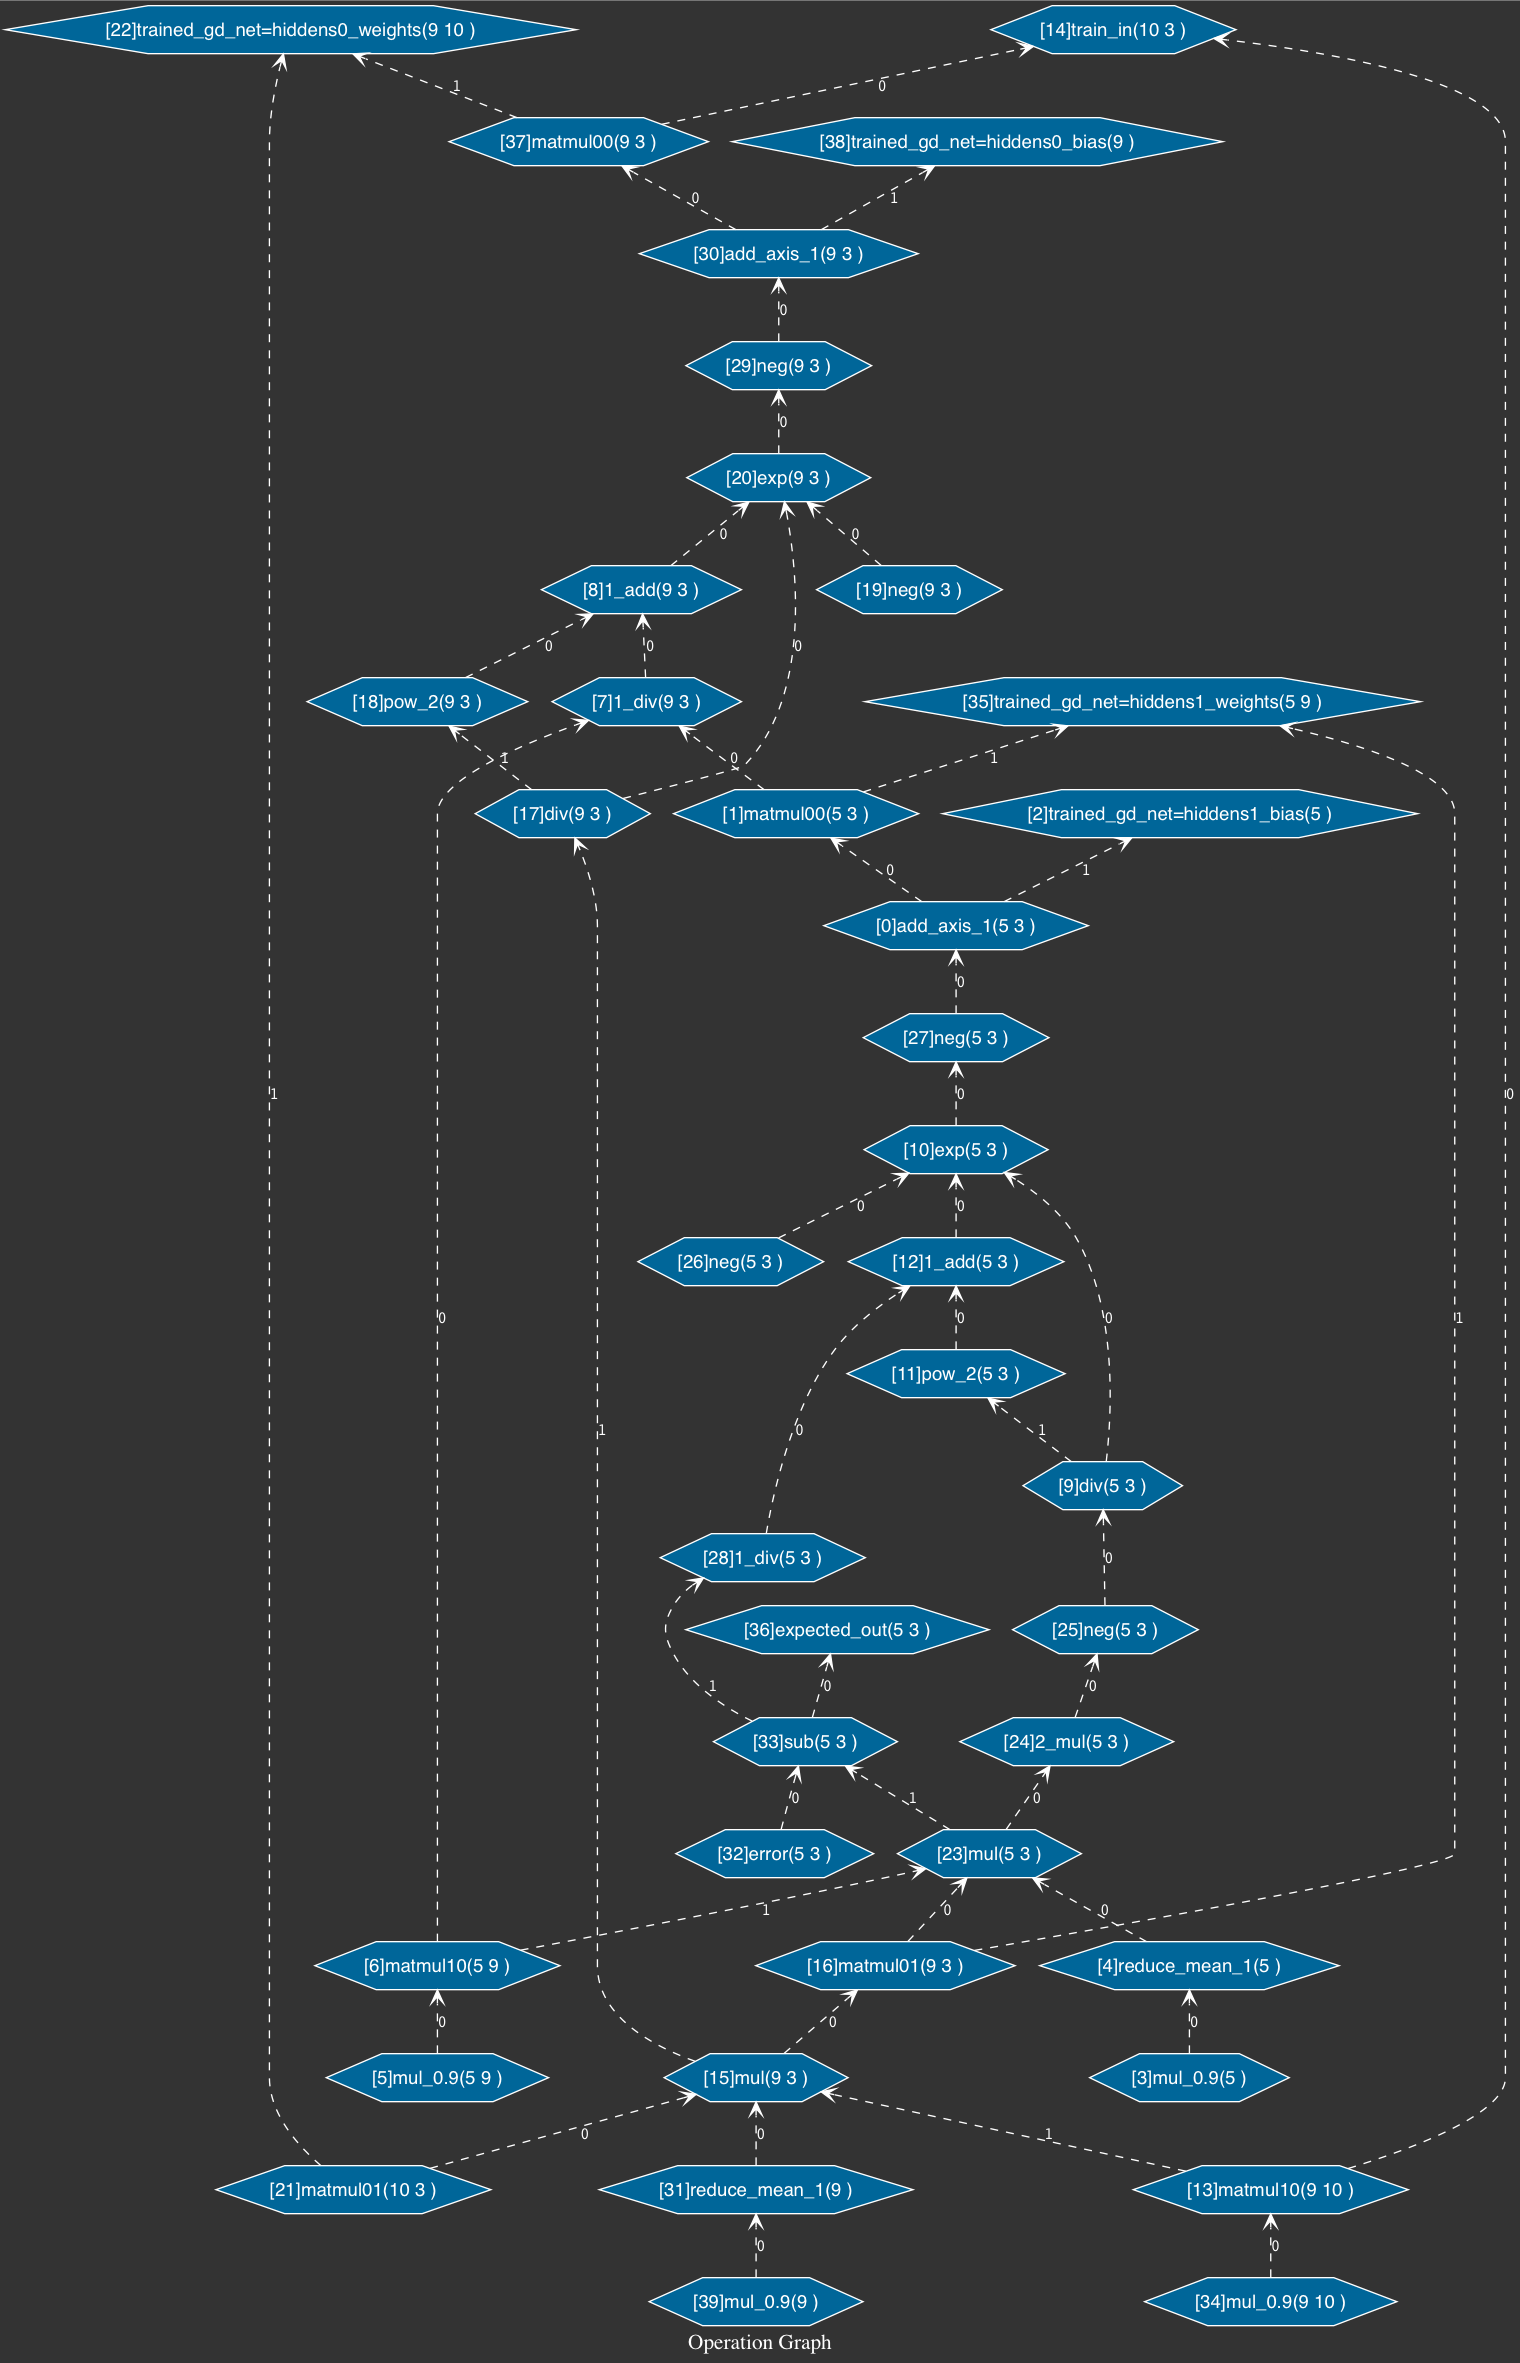 [22]trained_gd_net=hiddens0_weights(9 10 )
[14]train_in(10 3 )
1
0
[37]matmul00(9 3 )
[38]trained_gd_net=hiddens0_bias(9 )
0
1
[30]add_axis_1(9 3 )
0
[29]neg(9 3 )
0
[20]exp(9 3 )
0
0
[8]1_add(9 3 )
[19]neg(9 3 )
0
0
0
[18]pow_2(9 3 )
[7]1_div(9 3 )
[35]trained_gd_net=hiddens1_weights(5 9 )
1
0
1
[17]div(9 3 )
[1]matmul00(5 3 )
[2]trained_gd_net=hiddens1_bias(5 )
0
1
[0]add_axis_1(5 3 )
0
[27]neg(5 3 )
1
0
0
[10]exp(5 3 )
0
0
[26]neg(5 3 )
[12]1_add(5 3 )
0
0
0
1
[11]pow_2(5 3 )
1
0
1
[9]div(5 3 )
[28]1_div(5 3 )
0
[36]expected_out(5 3 )
[25]neg(5 3 )
1
0
0
[33]sub(5 3 )
[24]2_mul(5 3 )
0
1
0
[32]error(5 3 )
[23]mul(5 3 )
1
0
0
[6]matmul10(5 9 )
[16]matmul01(9 3 )
[4]reduce_mean_1(5 )
0
0
0
[5]mul_0.9(5 9 )
[15]mul(9 3 )
[3]mul_0.9(5 )
0
0
1
[21]matmul01(10 3 )
[31]reduce_mean_1(9 )
[13]matmul10(9 10 )
0
0
[39]mul_0.9(9 )
[34]mul_0.9(9 10 )
Operation Graph